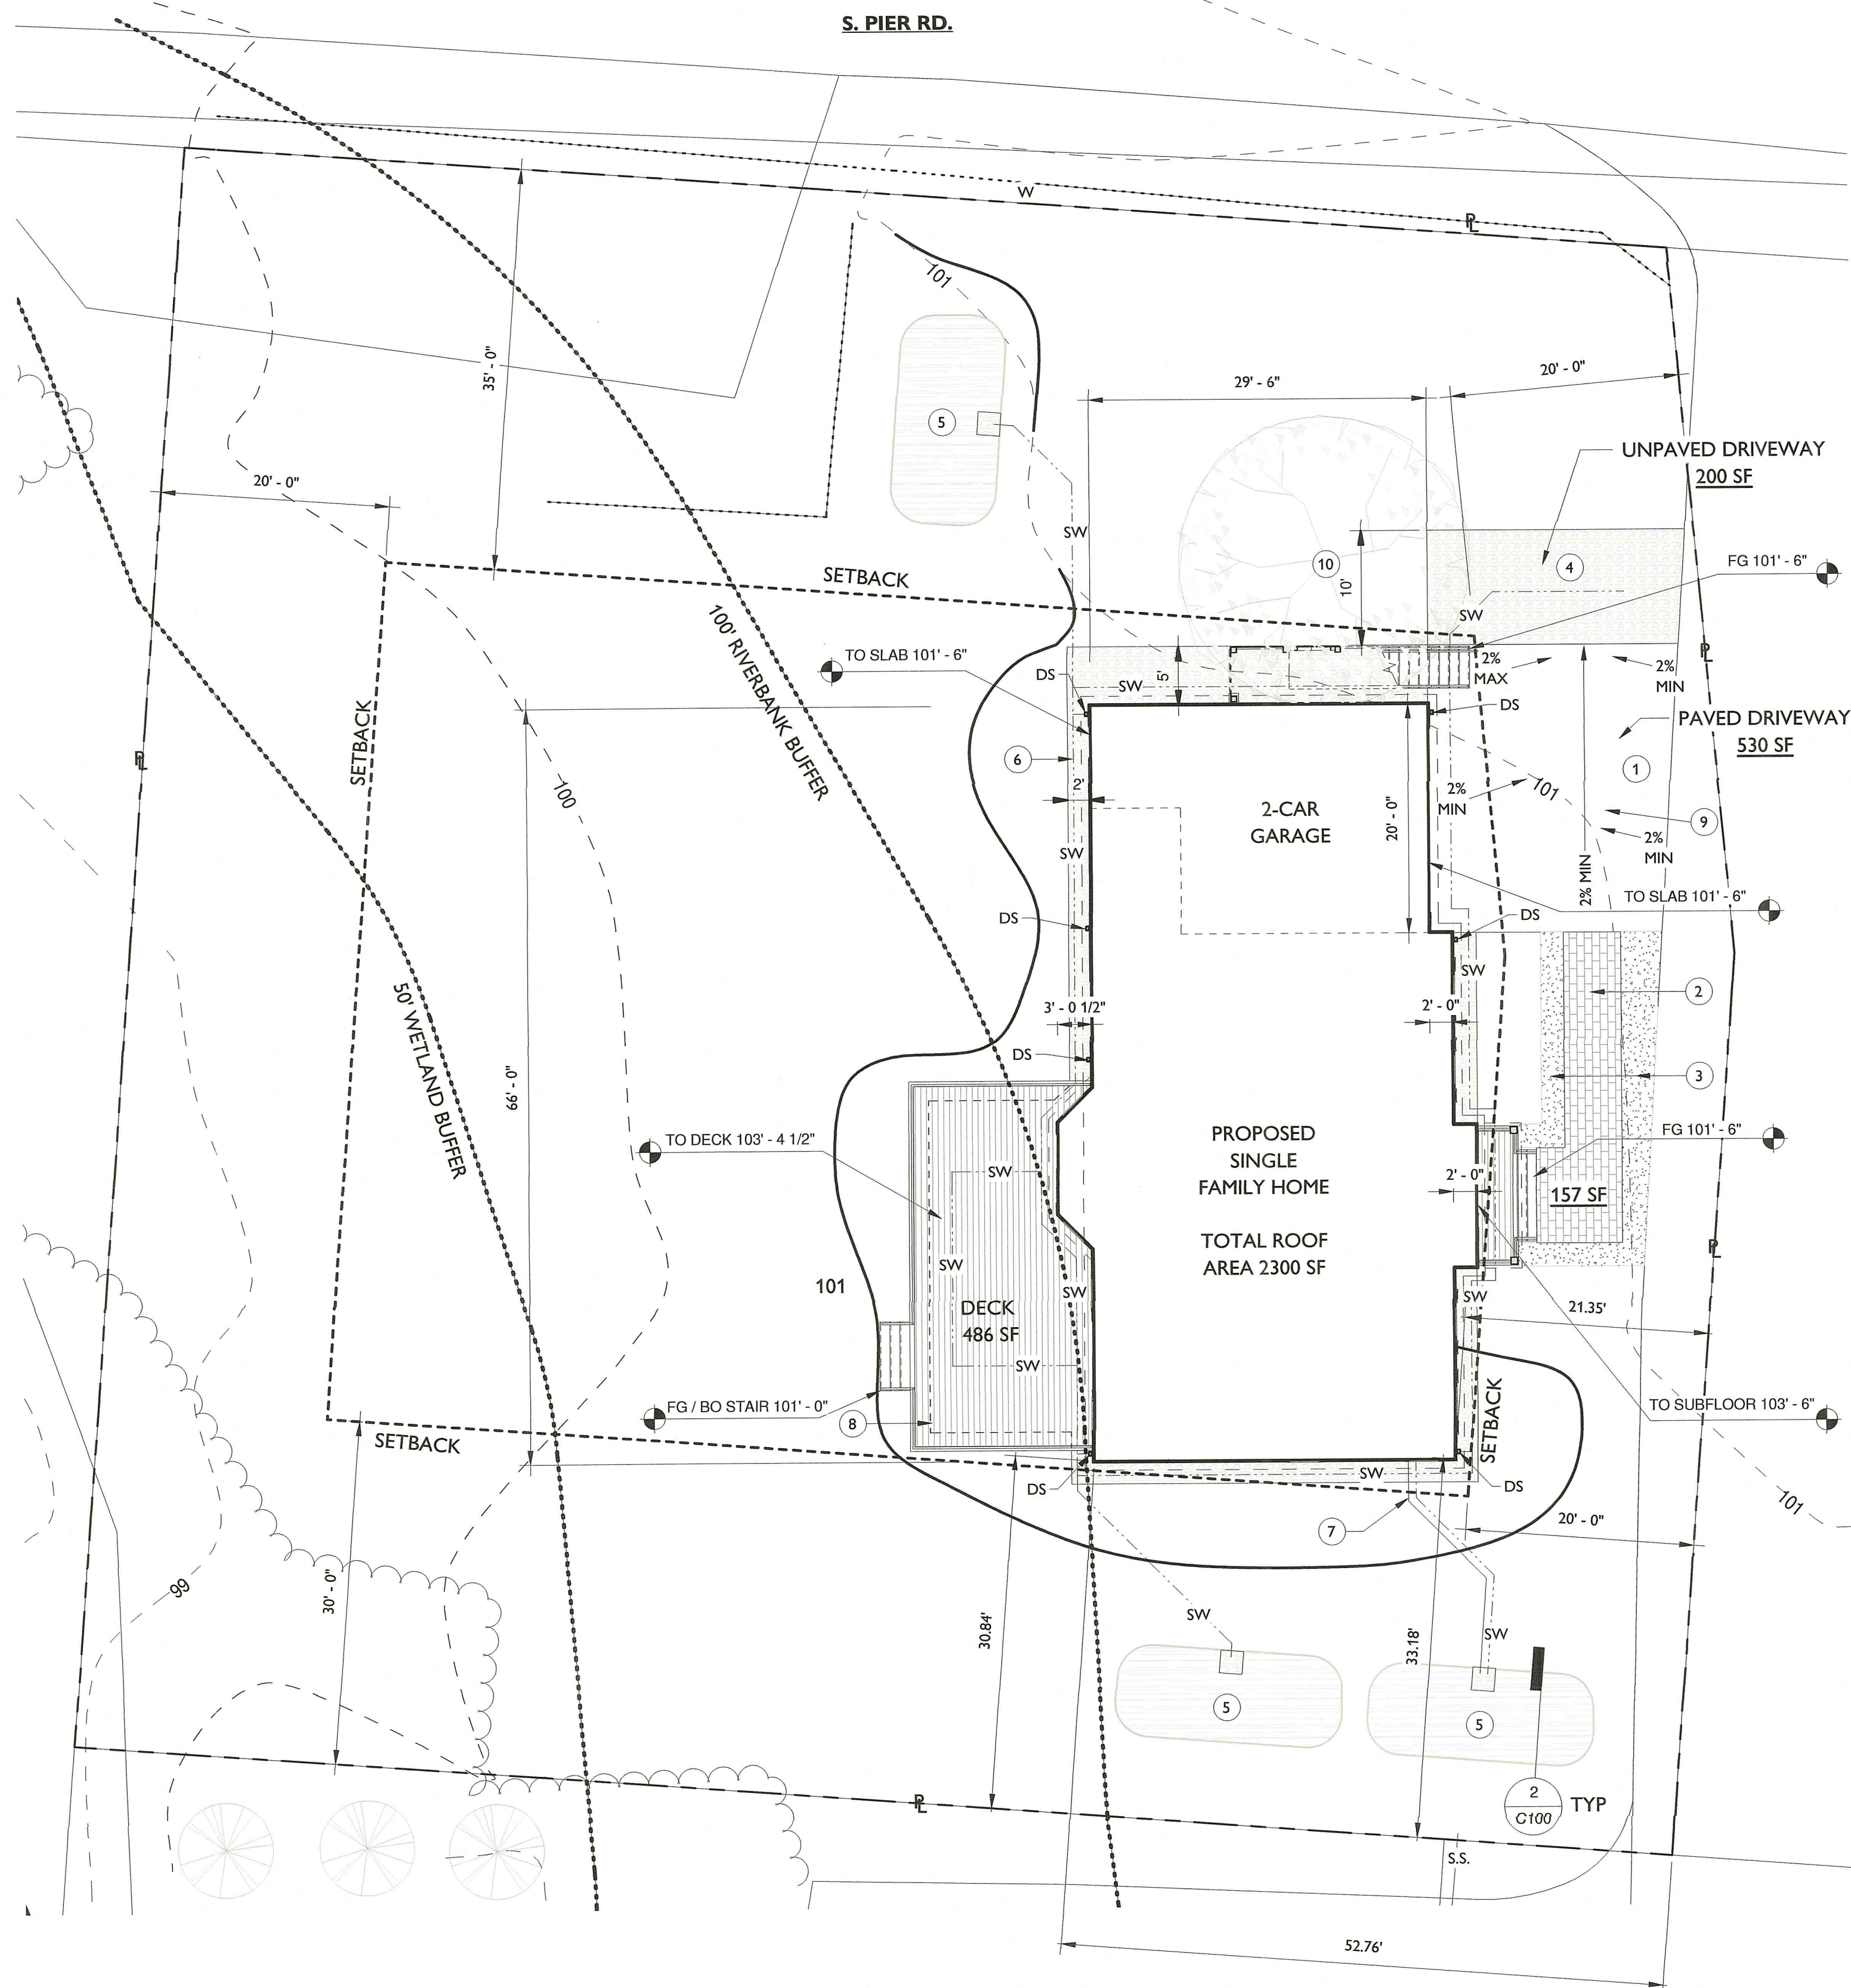 S. PIER RD.
W
PL
101
35' - 0"
29' - 6"
20' - 0"
5
UNPAVED DRIVEWAY
200 SF
20' - 0"
SW
10
10'
4
FG 101' - 6"
SETBACK
SW
100' RIVERBANK BUFFER
TO SLAB 101' - 6"
DS
SW
5'
2%
MAX
2%
MIN
PL
DS
PAVED DRIVEWAY
530 SF
SETBACK
PL
6
2'
100
2-CAR
GARAGE
20' - 0"
2%
MIN
101
1
9
2%
MIN
2% MIN
SW
TO SLAB 101' - 6"
DS
DS
SW
50' WETLAND BUFFER
2
3' - 0 1/2"
2' - 0"
DS
66' - 0"
3
TO DECK 103' - 4 1/2"
PROPOSED
SINGLE
FAMILY HOME
FG 101' - 6"
SW
2' - 0"
157 SF
TOTAL ROOF
AREA 2300 SF
PL
SW
101
SW
SW
DECK
486 SF
21.35'
SW
FG / BO STAIR 101' - 0"
8
TO SUBFLOOR 103' - 6"
SETBACK
SETBACK
SW
DS
DS
101
7
20' - 0"
99
30' - 0"
30.84'
SW
33.18'
SW
5
5
PL
2
C100
TYP
S.S.
52.76'